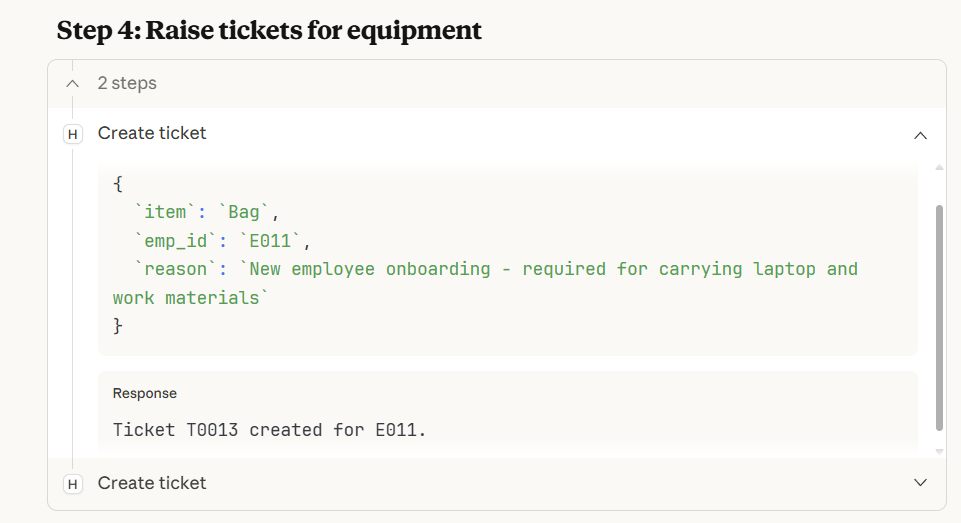 Step 4: Raise tickets for equipment
2 steps
H Create ticket
{
`item`: `Bag`,
`emp_id`: `E011`,
`reason`: `New employee onboarding - required for carrying laptop and
work materials`
}
Response
Ticket T0013 created for E011.
H Create ticket